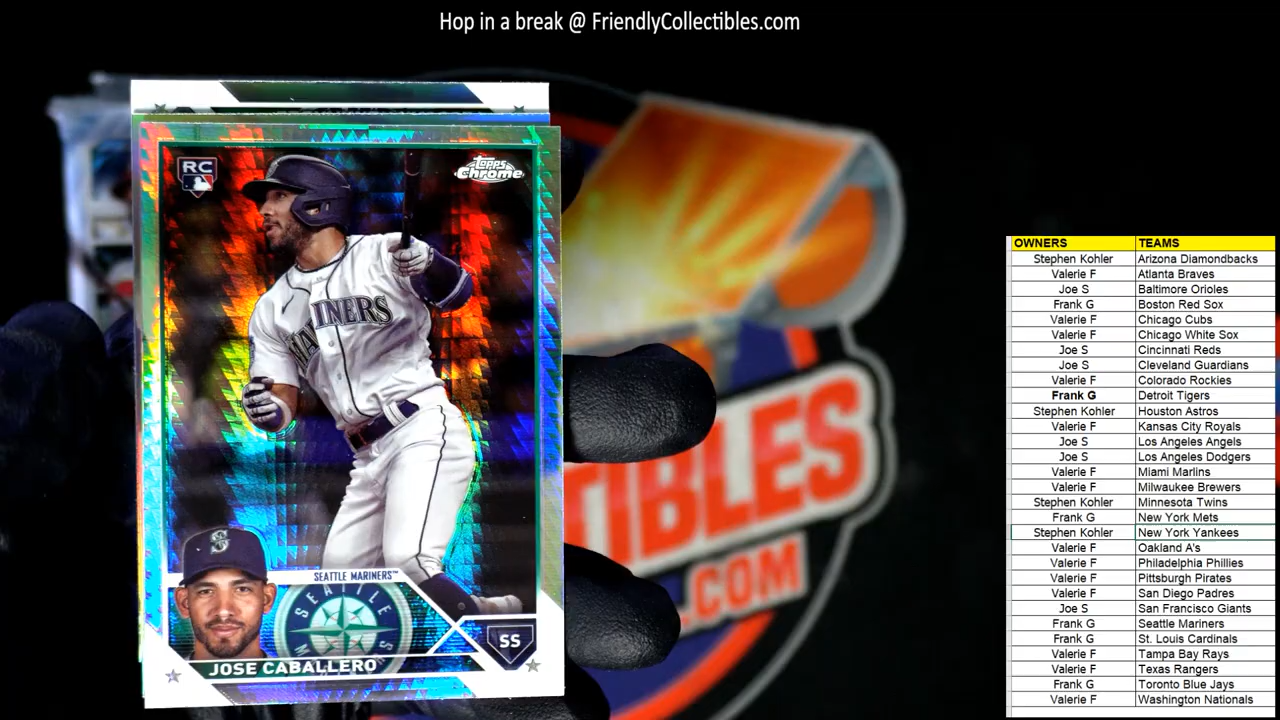 Hop in a break @ FriendlyCollectibles.com
RC
Topps
Chrome
MARINERS
S
SEATTLE MARINERS™
SEATTLE
SS
JOSE CABALLERO
TIBLES
.COM
OWNERS TEAMS
Stephen Kohler Arizona Diamondbacks
Valerie F Atlanta Braves
Joe S Baltimore Orioles
Frank G Boston Red Sox
Valerie F Chicago Cubs
Valerie F Chicago White Sox
Joe S Cincinnati Reds
Joe S Cleveland Guardians
Valerie F Colorado Rockies
Frank G Detroit Tigers
Stephen Kohler Houston Astros
Valerie F Kansas City Royals
Joe S Los Angeles Angels
Joe S Los Angeles Dodgers
Valerie F Miami Marlins
Valerie F Milwaukee Brewers
Stephen Kohler Minnesota Twins
Frank G New York Mets
Stephen Kohler New York Yankees
Valerie F Oakland A's
Valerie F Philadelphia Phillies
Valerie F Pittsburgh Pirates
Valerie F San Diego Padres
Joe S San Francisco Giants
Frank G Seattle Mariners
Frank G St. Louis Cardinals
Valerie F Tampa Bay Rays
Valerie F Texas Rangers
Frank G Toronto Blue Jays
Valerie F Washington Nationals